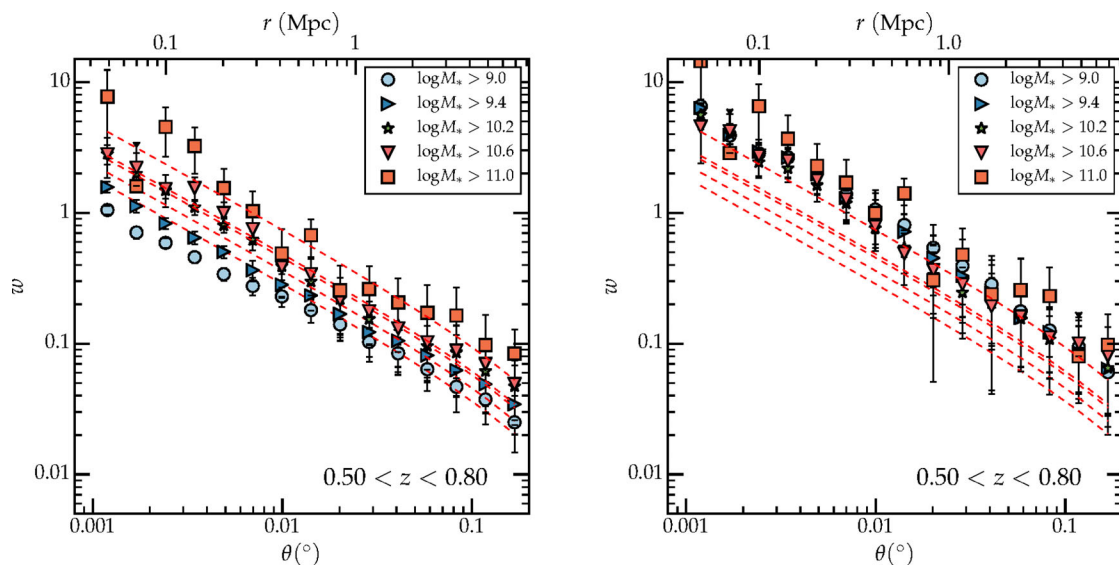 r (Mpc)
0.1 1
10
1
0.1
0.01
w
logM* > 9.0
logM* > 9.4
logM* > 10.2
logM* > 10.6
logM* > 11.0
0.50 < z < 0.80
0.001 0.01 0.1
θ(°)
r (Mpc)
0.1 1.0
10
1
0.1
0.01
w
logM* > 9.0
logM* > 9.4
logM* > 10.2
logM* > 10.6
logM* > 11.0
0.50 < z < 0.80
0.001 0.01 0.1
θ(°)